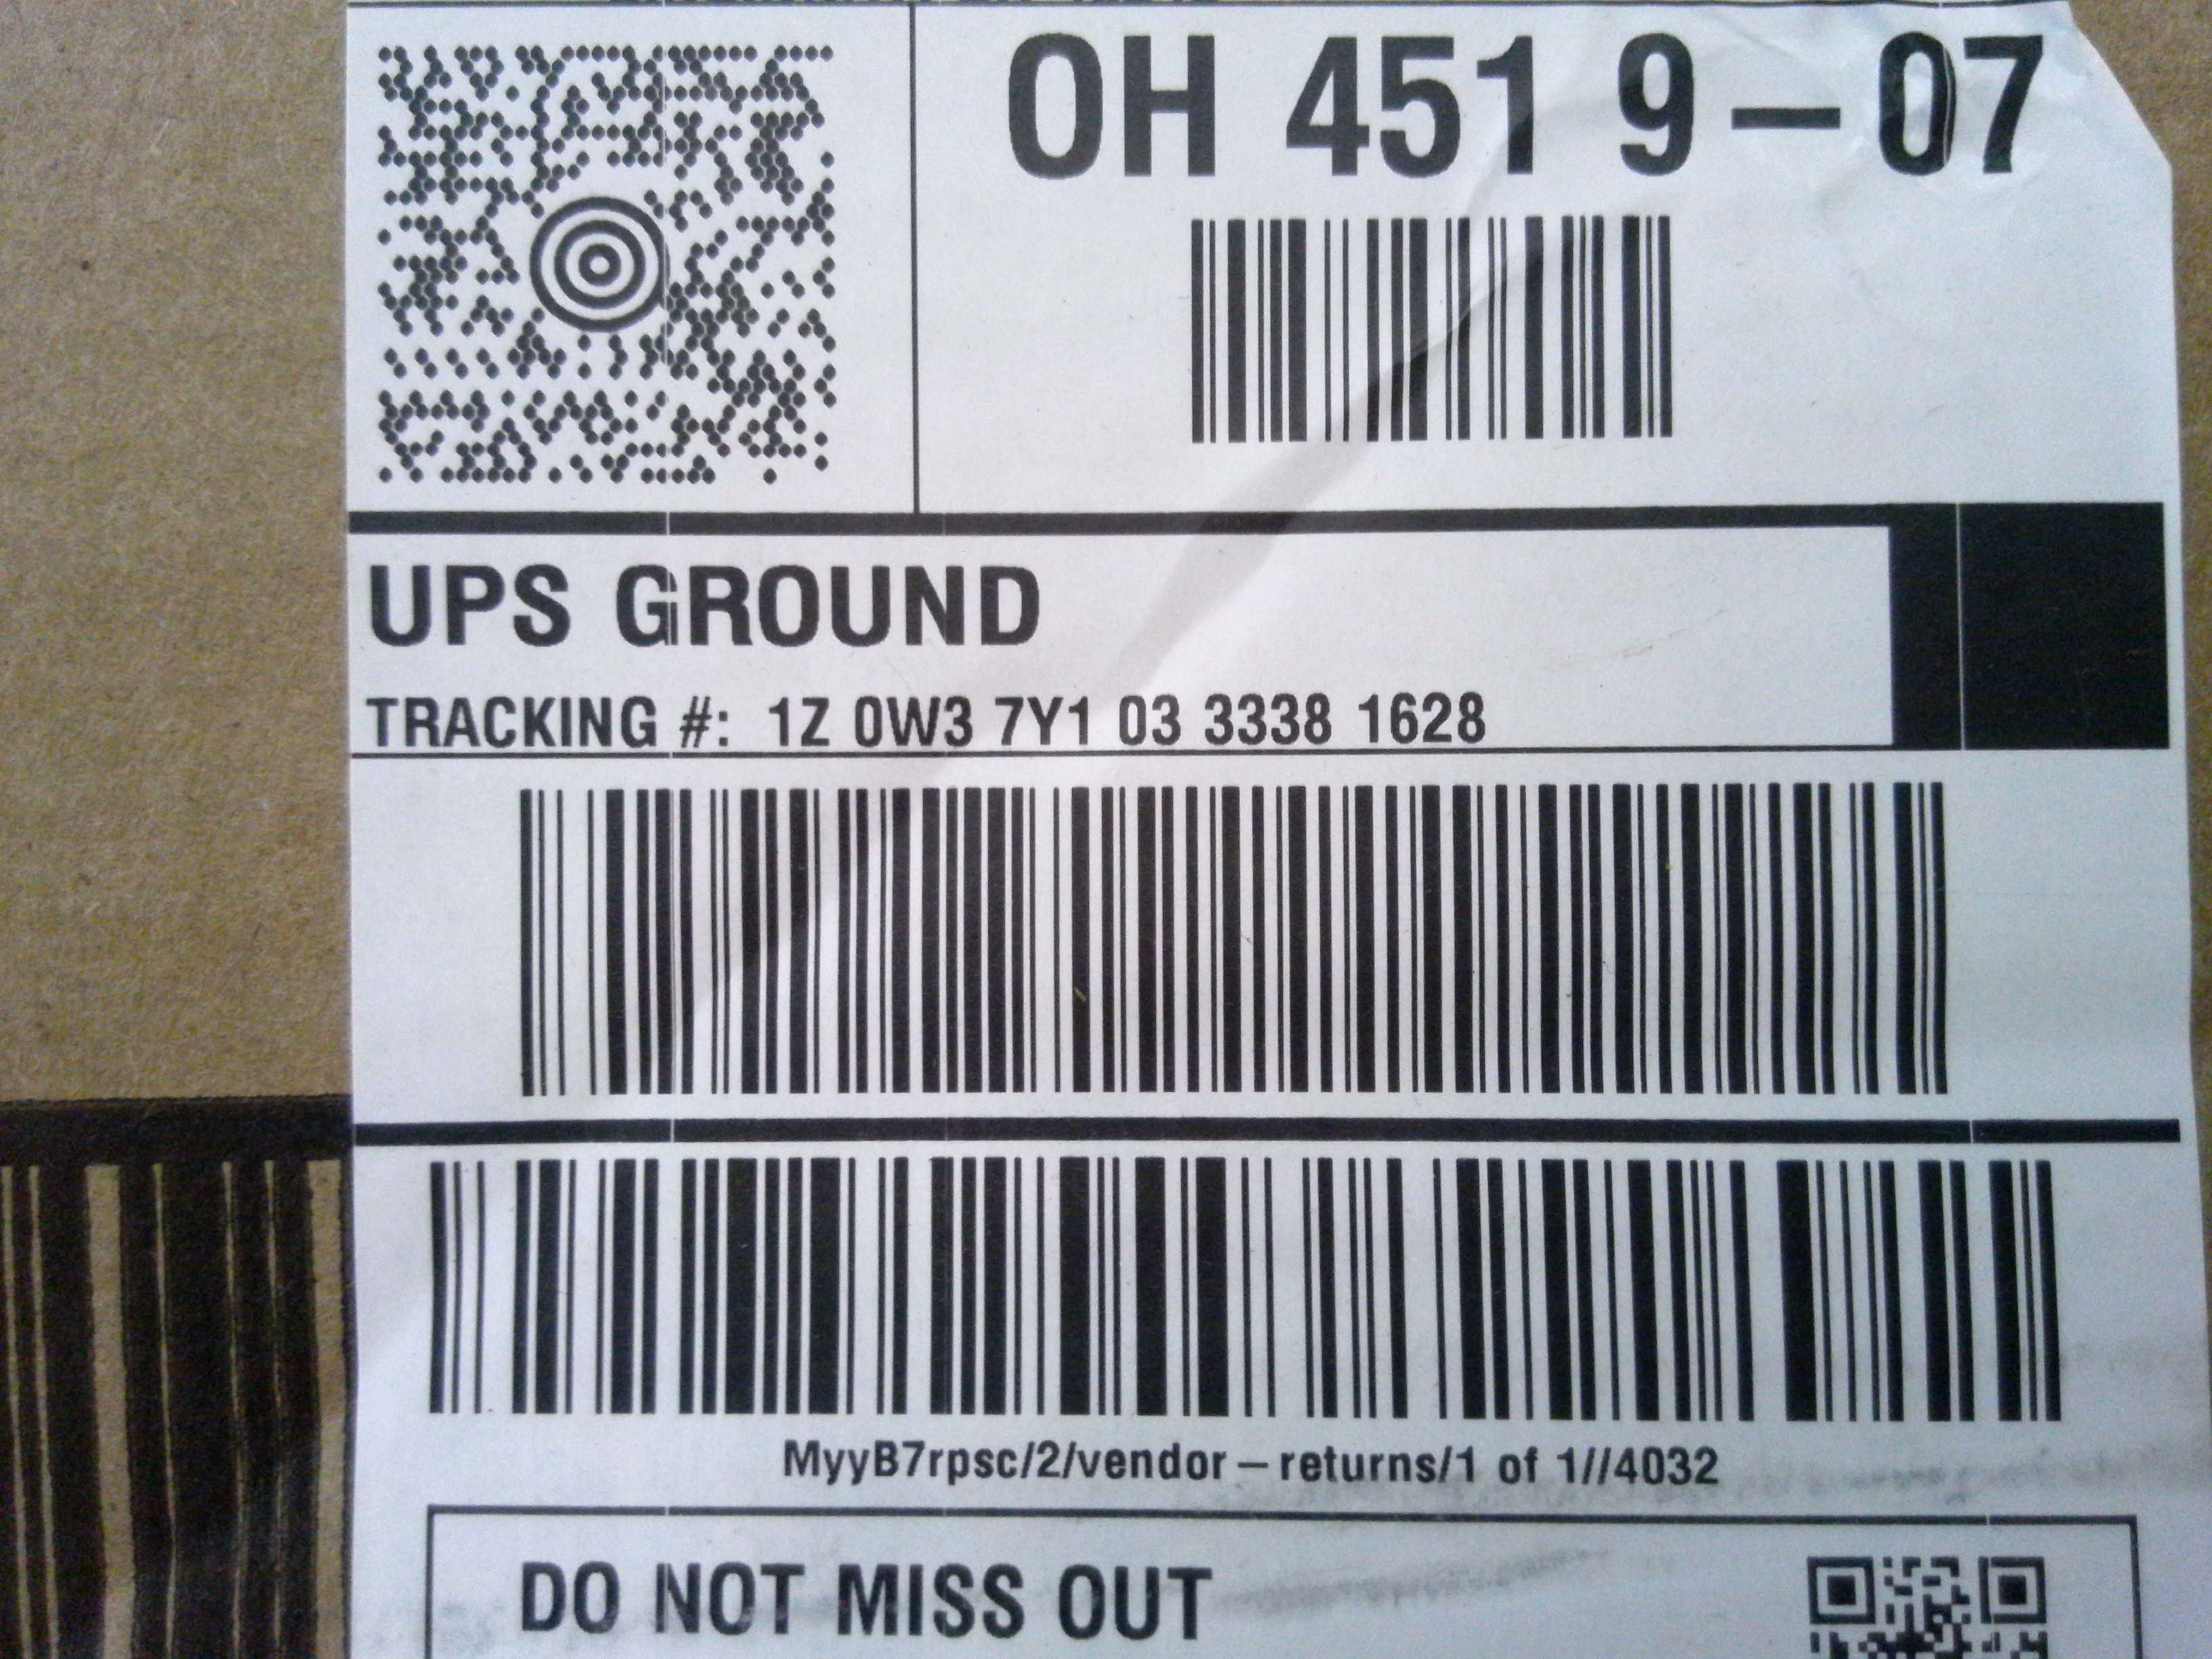 OH 451 9-07
UPS GROUND
TRACKING #: 1Z 0W3 7Y1 03 3338 1628
MyyB7rpsc/2/vendor-returns/1 of 1//4032
DO NOT MISS OUT